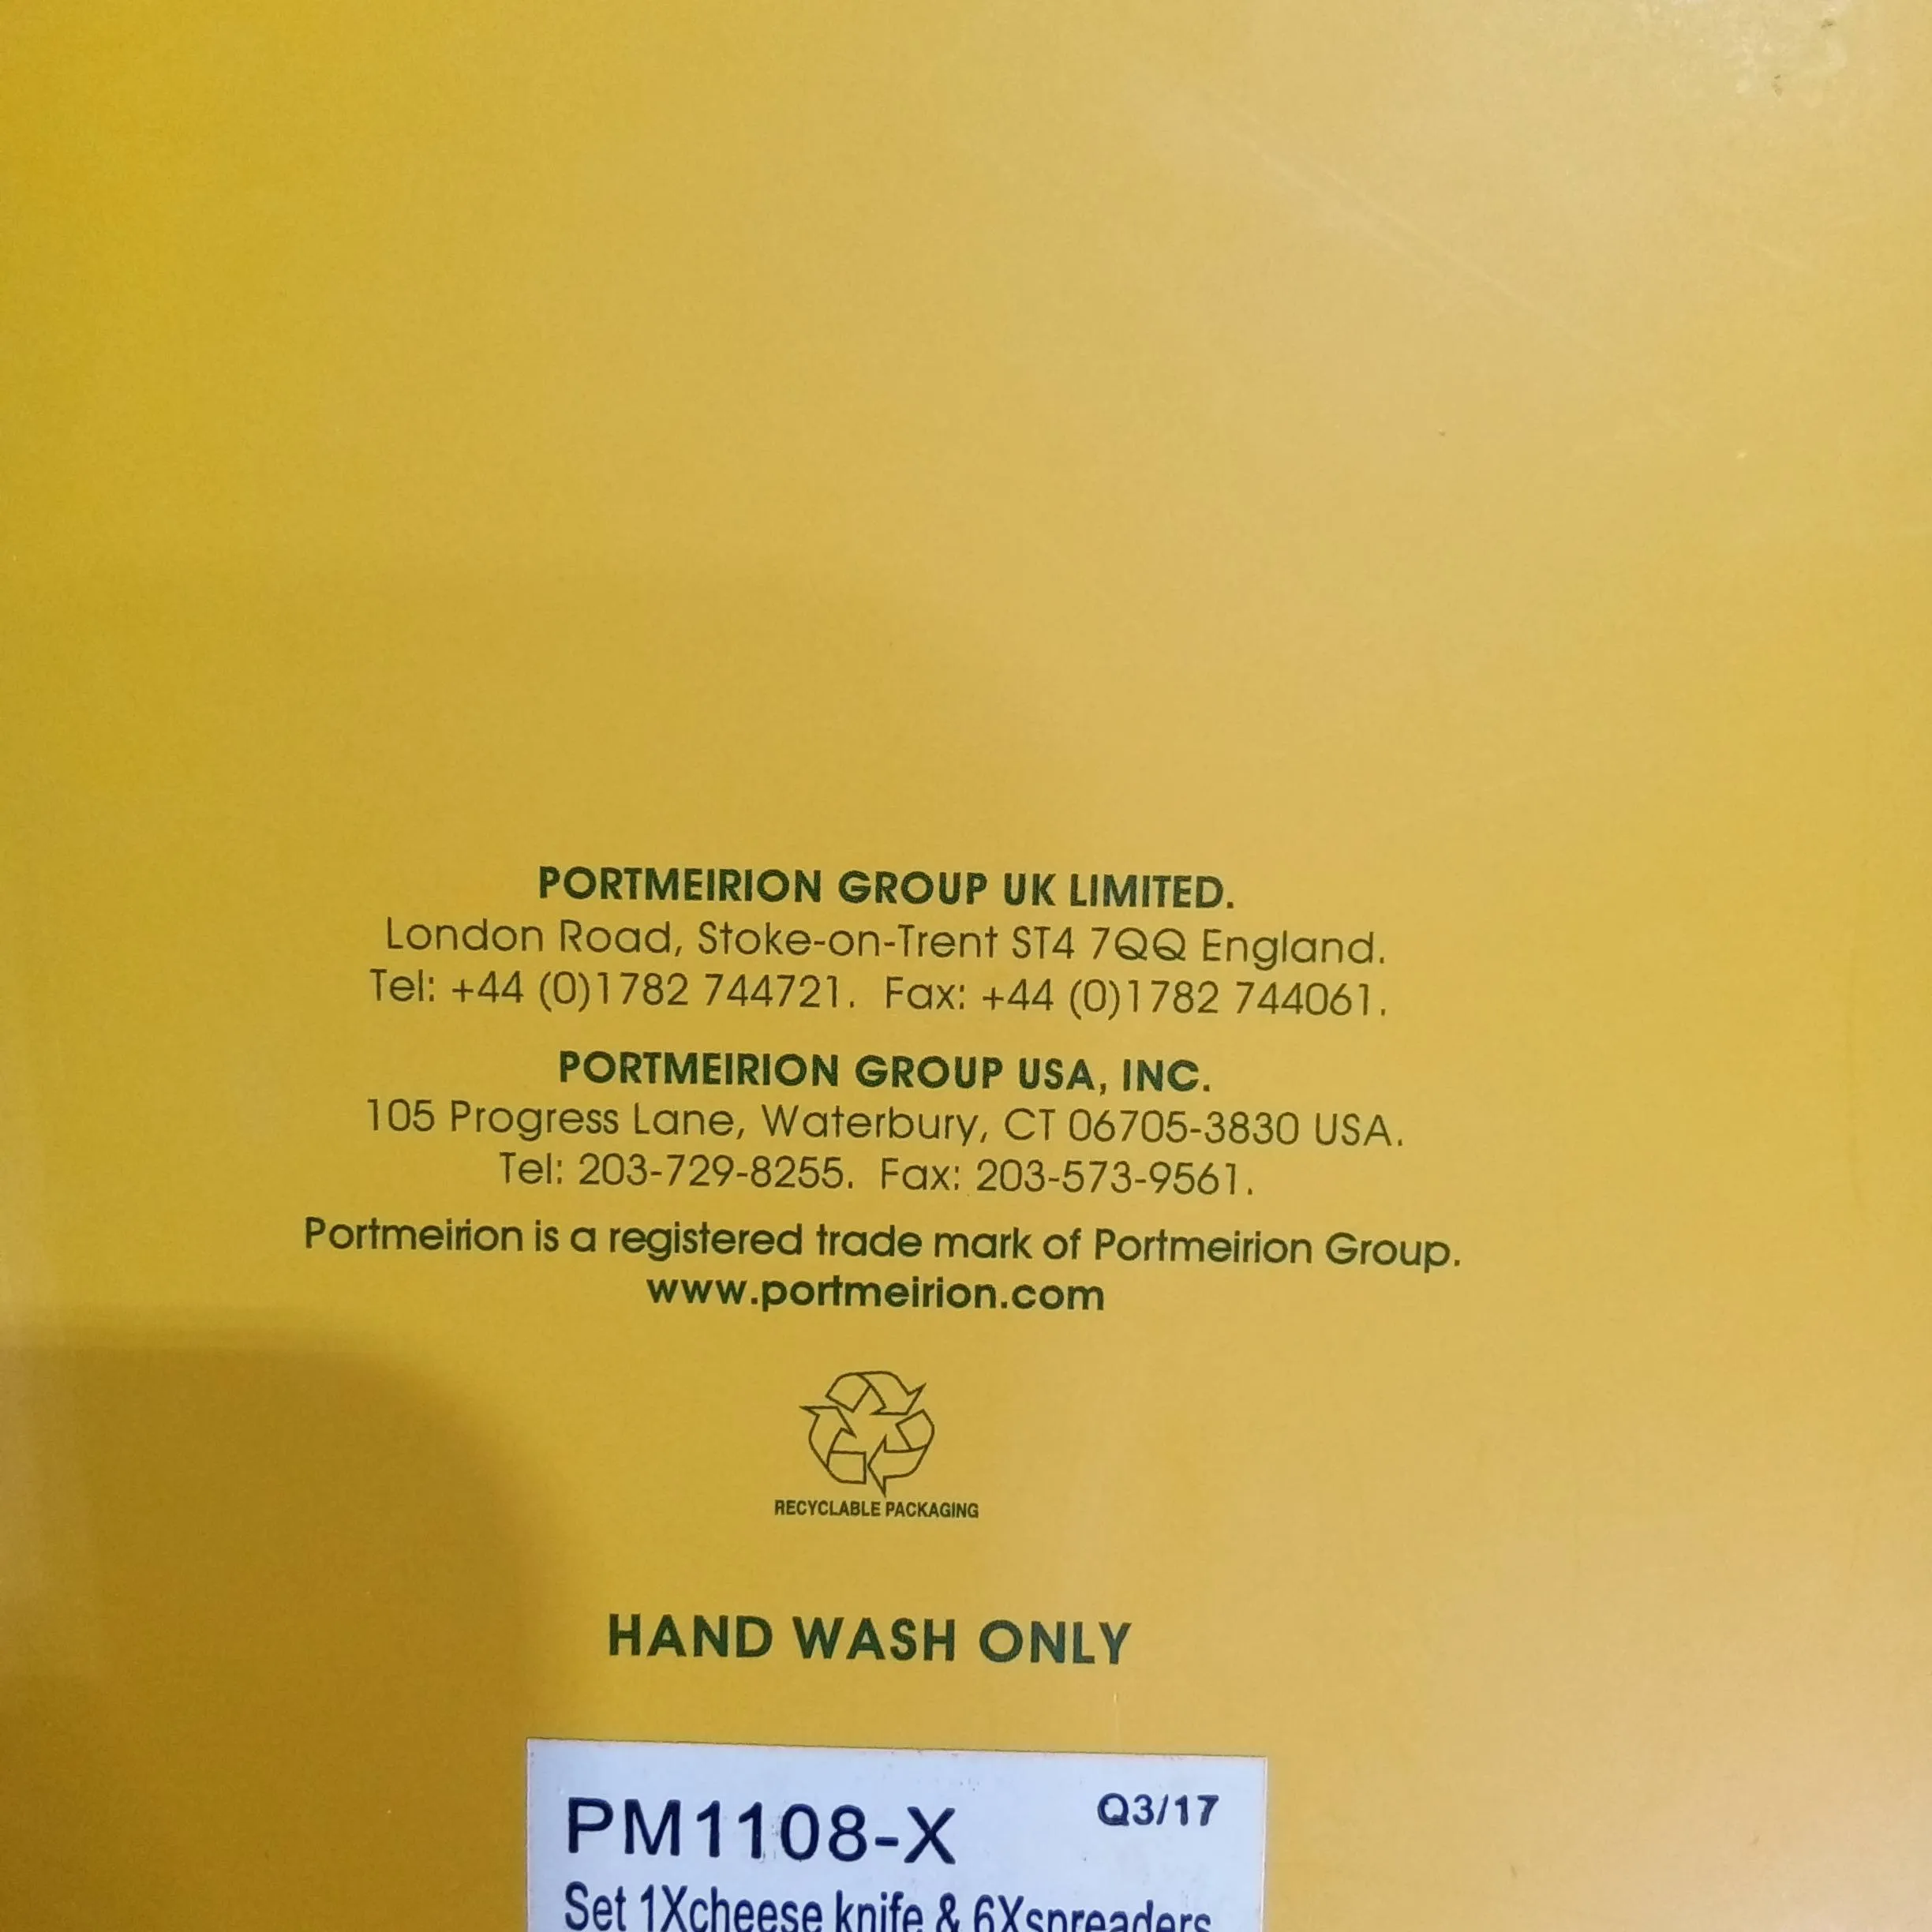 PORTMEIRION GROUP UK LIMITED.
London Road, Stoke-on-Trent ST4 7QQ England.
Tel: +44 (0)1782 744721. Fax: +44 (0)1782 744061.
PORTMEIRION GROUP USA, INC.
105 Progress Lane, Waterbury, CT 06705-3830 USA.
Tel: 203-729-8255. Fax: 203-573-9561.
Portmeirion is a registered trade mark of Portmeirion Group.
www.portmeirion.com
RECYCLABLE PACKAGING
HAND WASH ONLY
PM1108-X Q3/17
Set 1Xcheese knife & 6Xspreaders